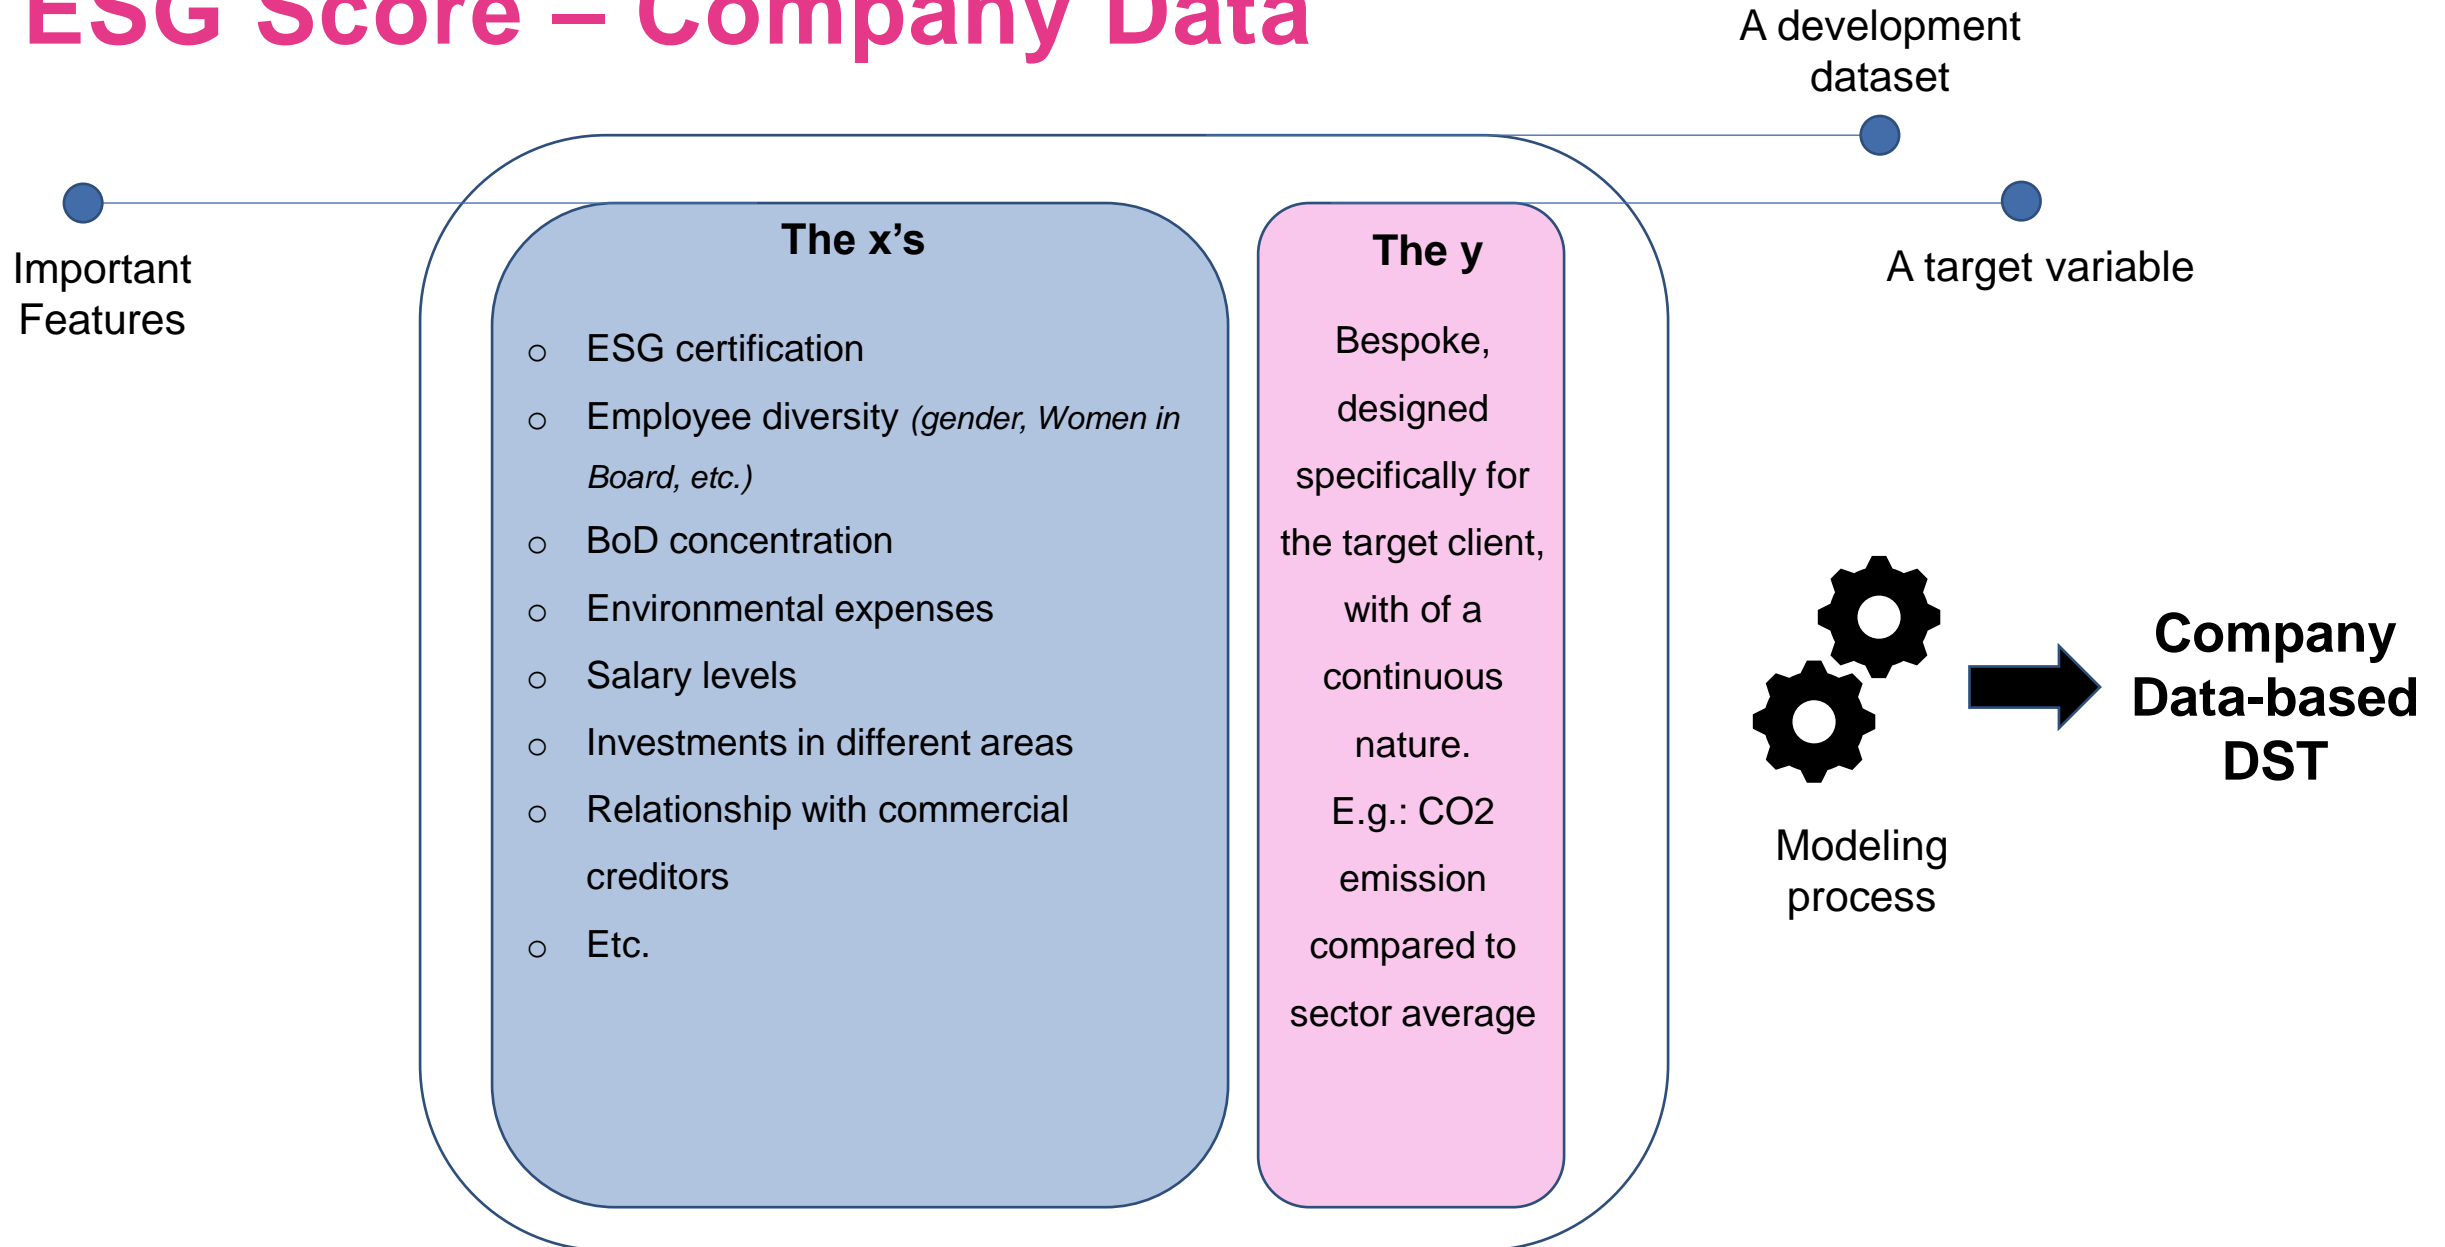 ESG Score – Company Data
A development
dataset
Important
Features
A target variable
The x’s
o ESG certification
o Employee diversity (gender, Women in
Board, etc.)
o BoD concentration
o Environmental expenses
o Salary levels
o Investments in different areas
o Relationship with commercial
creditors
o Etc.
The y
Bespoke,
designed
specifically for
the target client,
with of a
continuous
nature.
E.g.: CO2
emission
compared to
sector average
Modeling
process
Company
Data-based
DST